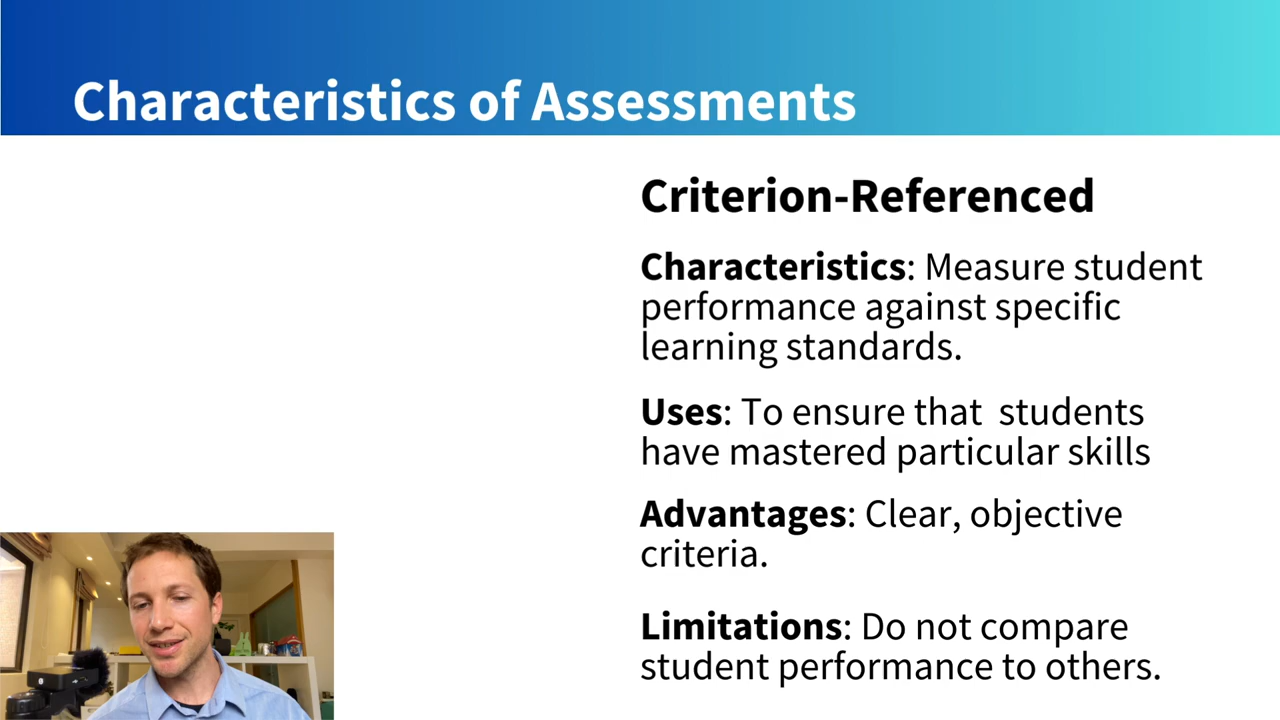 Characteristics of Assessments
Criterion-Referenced
Characteristics: Measure student
performance against specific
learning standards.
Uses: To ensure that  students
have mastered particular skills
Advantages: Clear, objective
criteria.
Limitations: Do not compare
student performance to others.